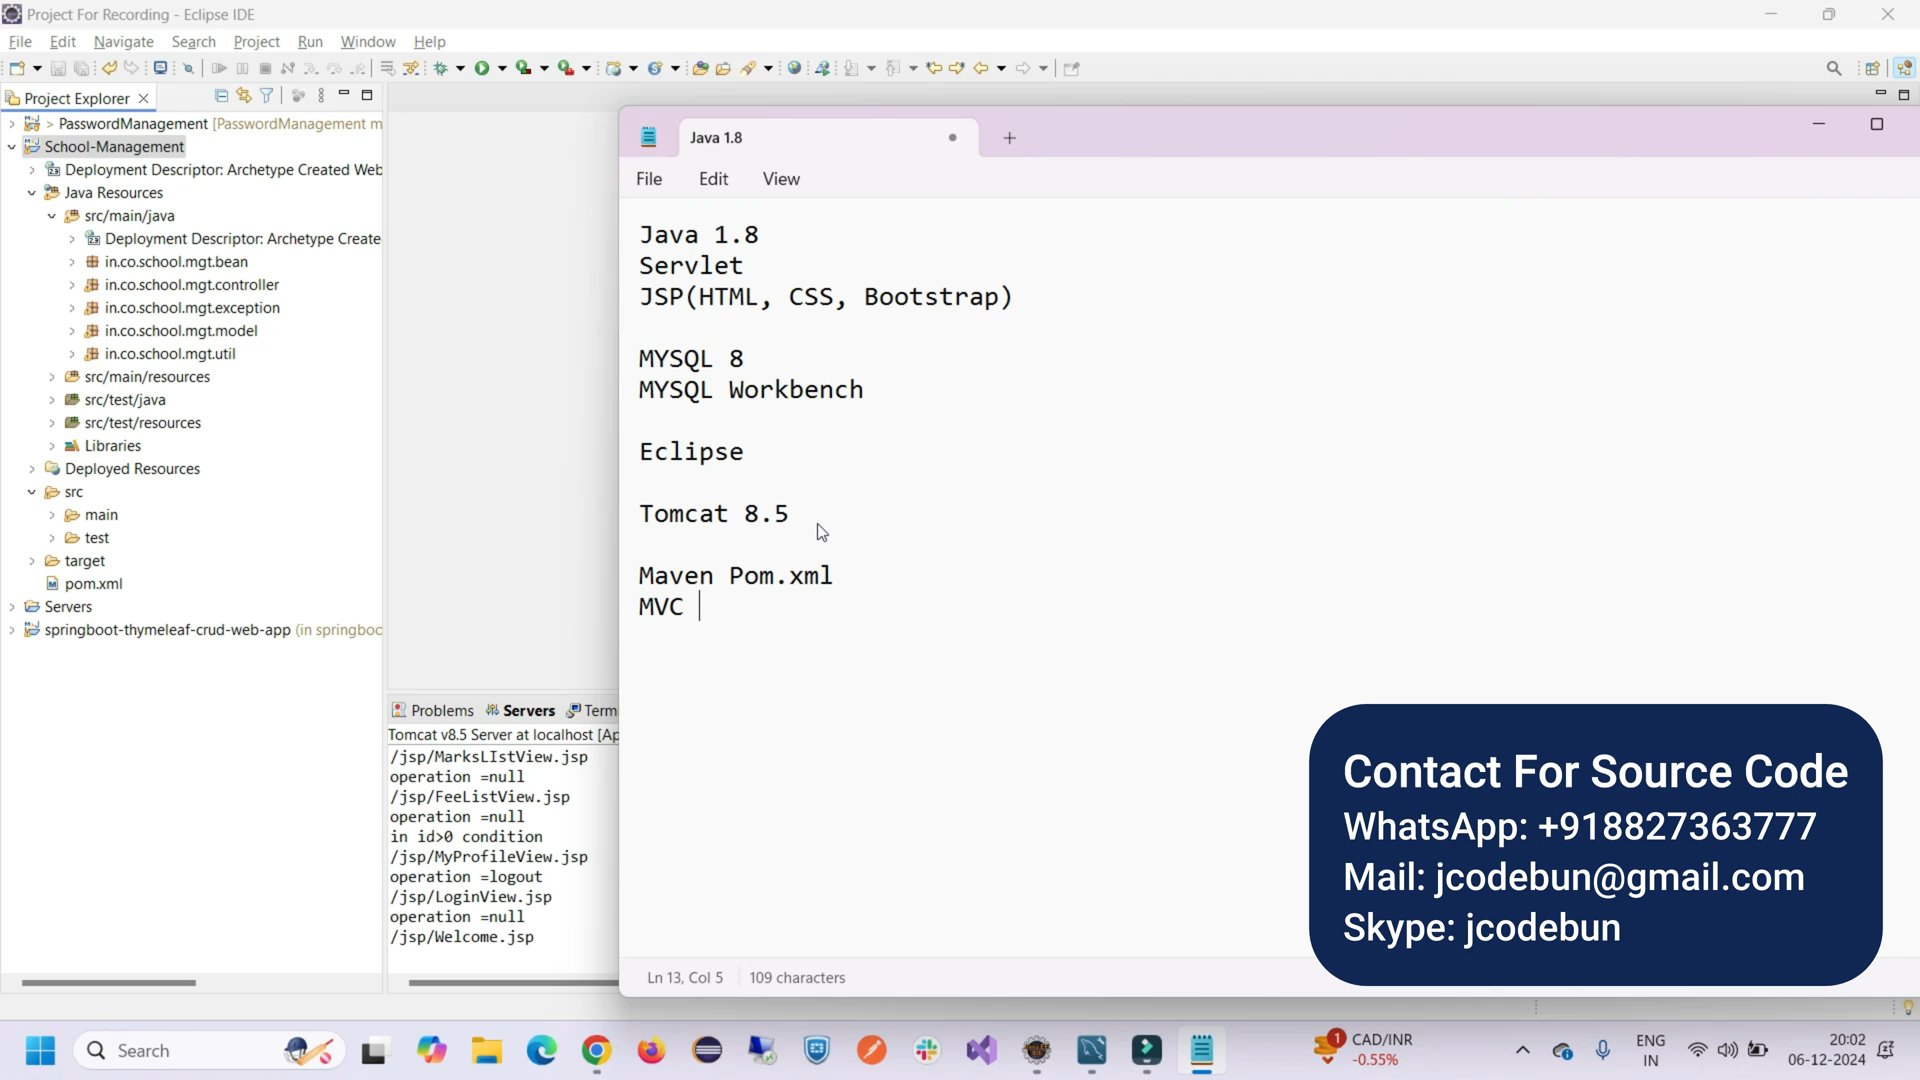 Project For Recording - Eclipse IDE
File Edit Navigate Search Project Run Window Help
Project Explorer
> PasswordManagement [PasswordManagement m
School-Management
Deployment Descriptor: Archetype Created Web
Java Resources
src/main/java
Deployment Descriptor: Archetype Create
in.co.school.mgt.bean
in.co.school.mgt.controller
in.co.school.mgt.exception
in.co.school.mgt.model
in.co.school.mgt.util
src/main/resources
src/test/java
src/test/resources
Libraries
Deployed Resources
src
main
test
target
pom.xml
Servers
springboot-thymeleaf-crud-web-app (in springboo
Problems Servers Termi
Tomcat v8.5 Server at localhost [Ap
/jsp/MarksLIstView.jsp
operation =null
/jsp/FeeListView.jsp
operation =null
in id>0 condition
/jsp/MyProfileView.jsp
operation =logout
/jsp/LoginView.jsp
operation =null
/jsp/Welcome.jsp
Java 1.8
File Edit View
Java 1.8
Servlet
JSP(HTML, CSS, Bootstrap)
MYSQL 8
MYSQL Workbench
Eclipse
Tomcat 8.5
Maven Pom.xml
MVC
Ln 13, Col 5 109 characters
Contact For Source Code
WhatsApp: +918827363777
Mail: jcodebun@gmail.com
Skype: jcodebun
Search
1
CAD/INR
-0.55%
ENG
IN
20:02
06-12-2024